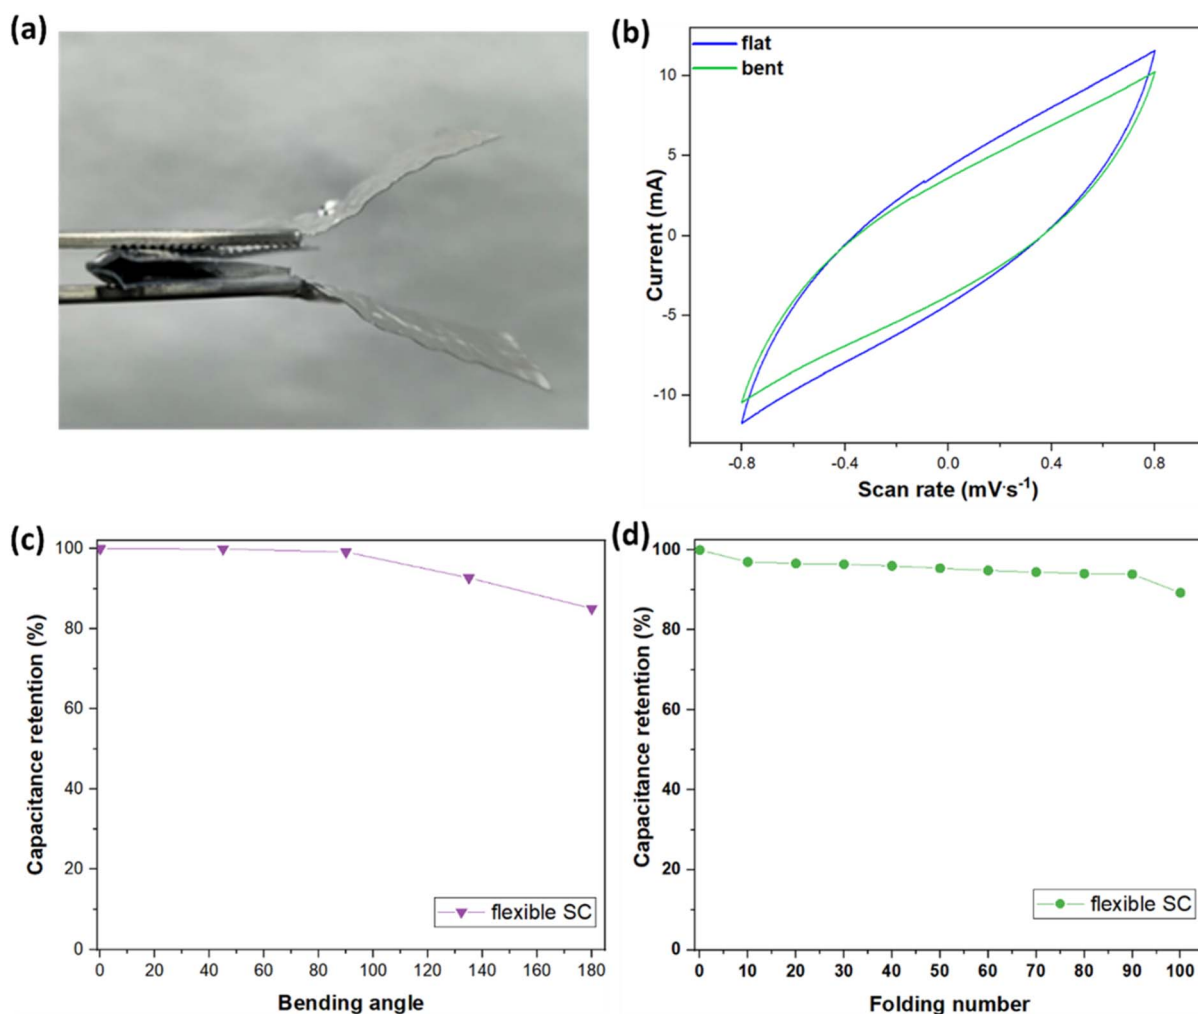 (a)
(b)
flat
bent
10
5
0
-5
-10
Current (mA)
-0.8 -0.4 0.0 0.4 0.8
Scan rate (mV·s⁻¹)
(c)
100
80
60
40
20
0
Capacitance retention (%)
flexible SC
0 20 40 60 80 100 120 140 160 180
Bending angle
(d)
100
80
60
40
20
0
Capacitance retention (%)
flexible SC
0 10 20 30 40 50 60 70 80 90 100
Folding number